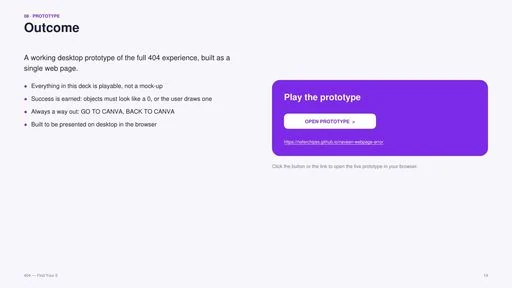 08 · PROTOTYPE
Outcome
A working desktop prototype of the full 404 experience, built as a
single web page.
• Everything in this deck is playable, not a mock-up
• Success is earned: objects must look like a 0, or the user draws one
• Always a way out: GO TO CANVA, BACK TO CANVA
• Built to be presented on desktop in the browser
Play the prototype
OPEN PROTOTYPE >
Click the button or the link to open the live prototype in your browser.
404 — Find Your 0
14